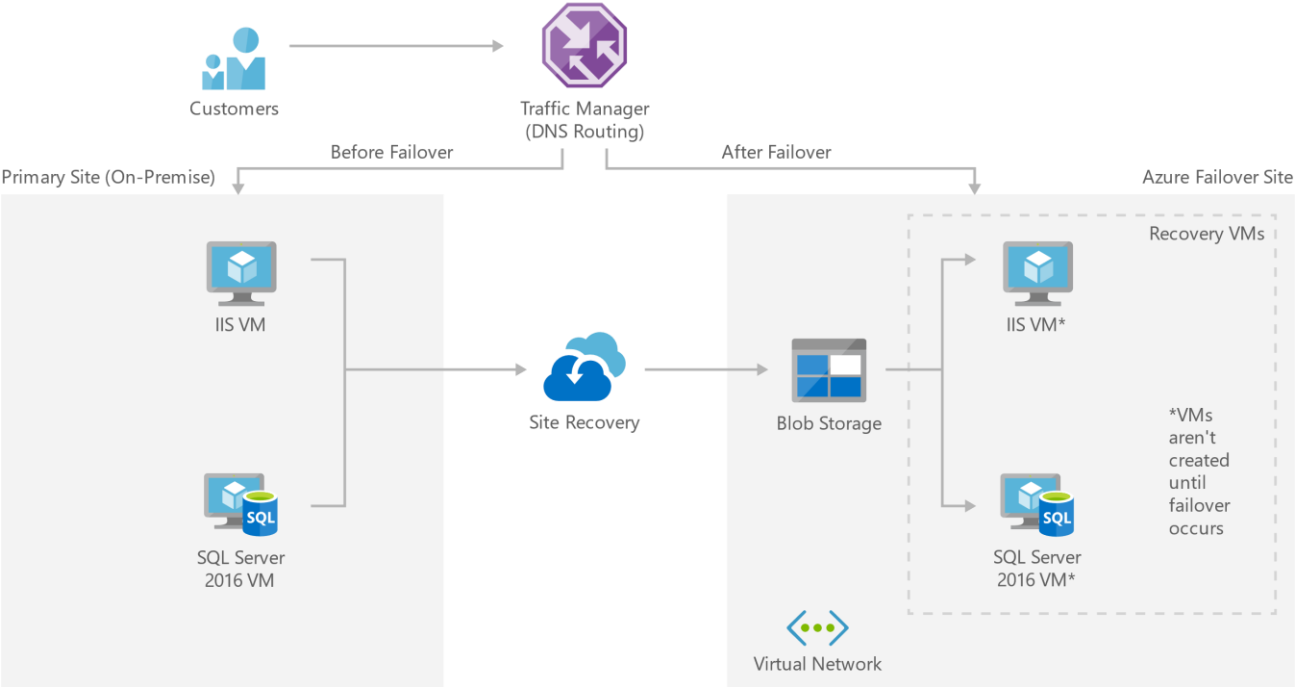 Customers
Traffic Manager
(DNS Routing)
Before Failover
After Failover
Primary Site (On-Premise)
Azure Failover Site
Recovery VMs
IIS VM
IIS VM*
Site Recovery
Blob Storage
*VMs
aren't
created
until
failover
occurs
SQL
SQL Server
2016 VM
SQL
SQL Server
2016 VM*
Virtual Network